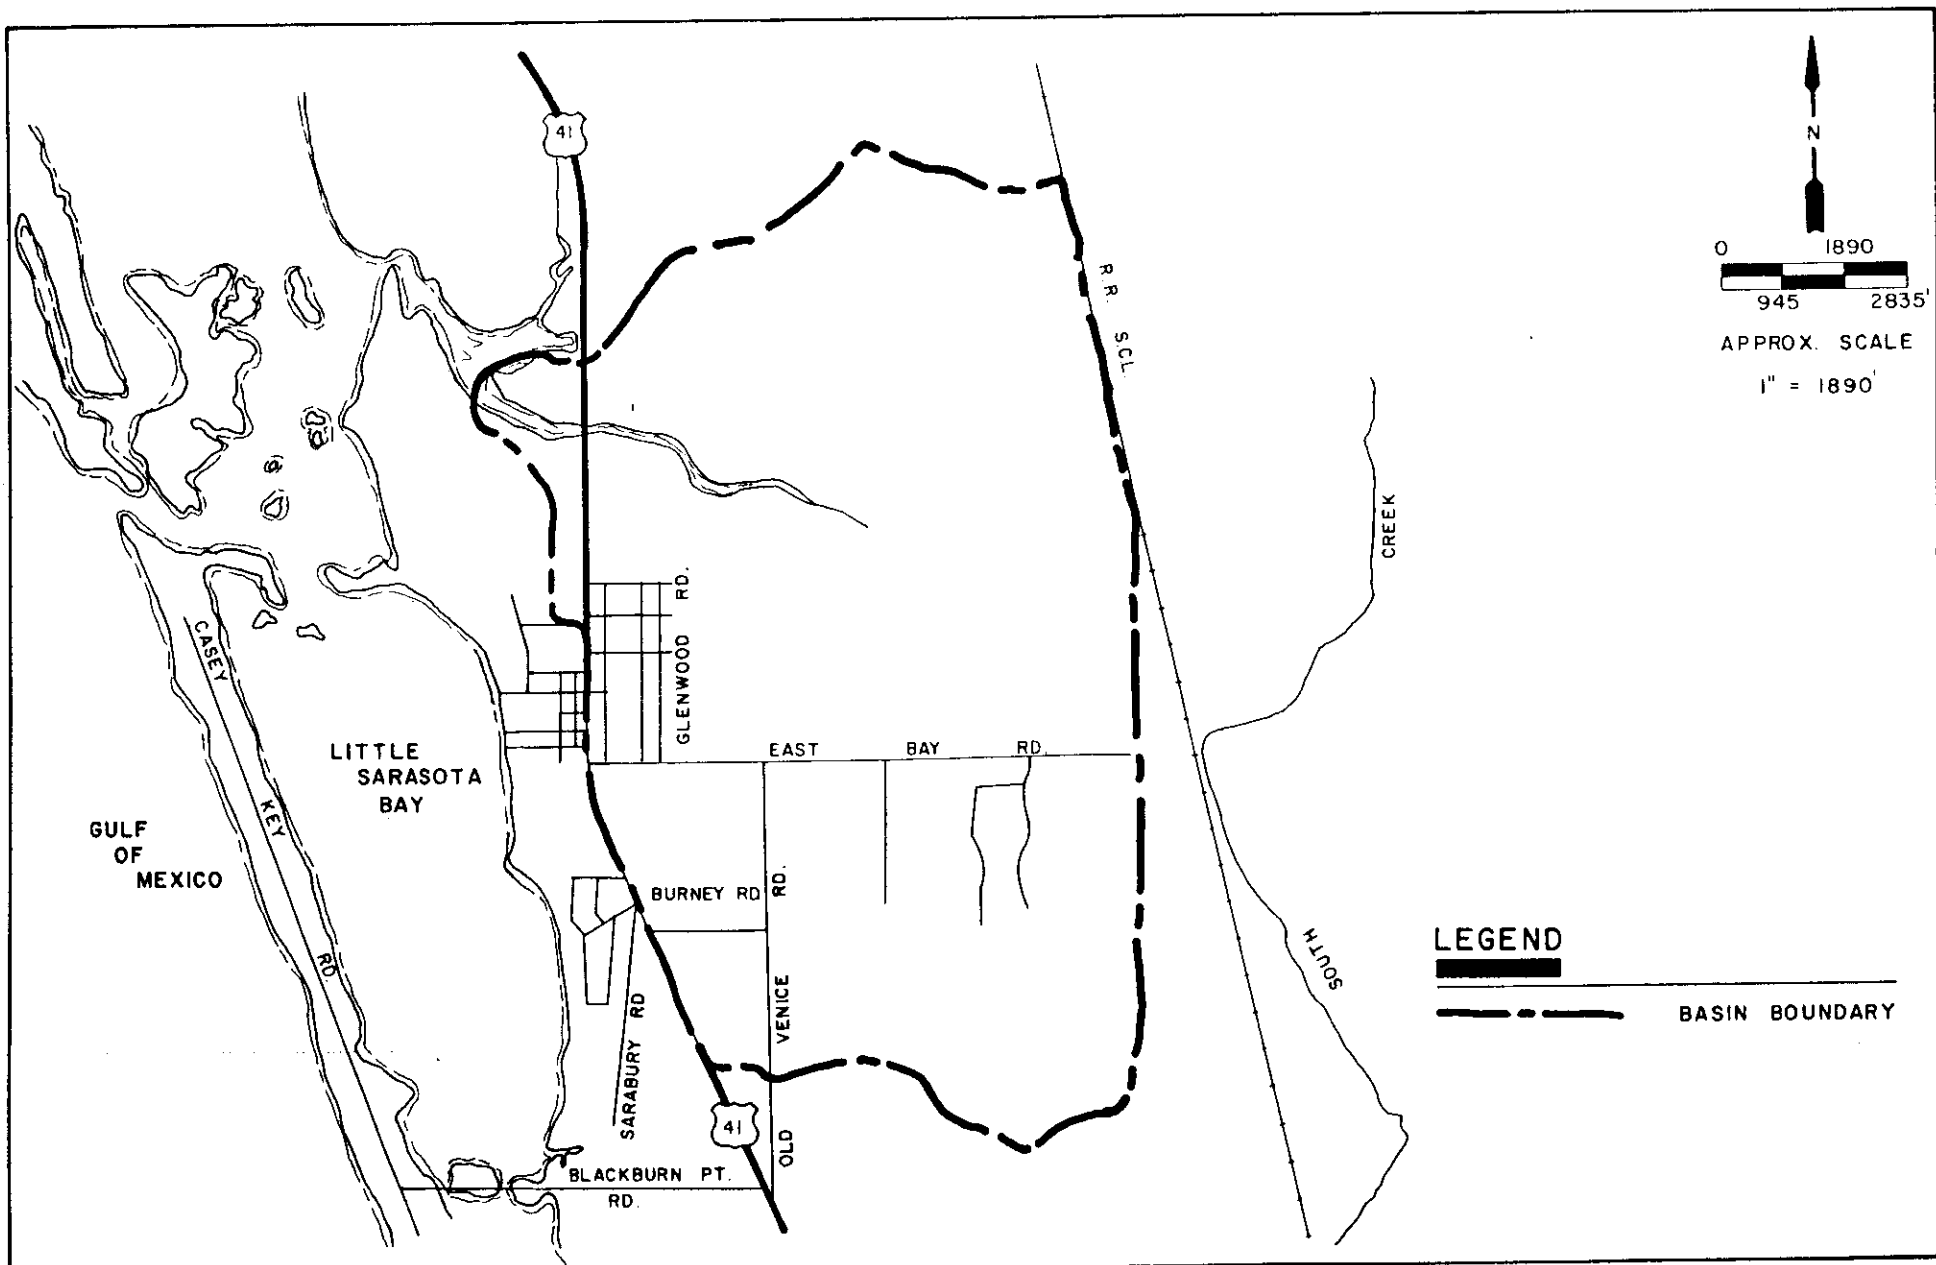 41
N
0 1890
945 2835'
APPROX. SCALE
1" = 1890'
R.R. S.C.L.
CREEK
SOUTH
GLENWOOD RD.
CASEY KEY RD.
LITTLE
SARASOTA
BAY
EAST BAY RD.
GULF
OF
MEXICO
BURNEY RD
OLD VENICE RD.
SARABURY RD
41
BLACKBURN PT.
RD.
LEGEND
BASIN BOUNDARY